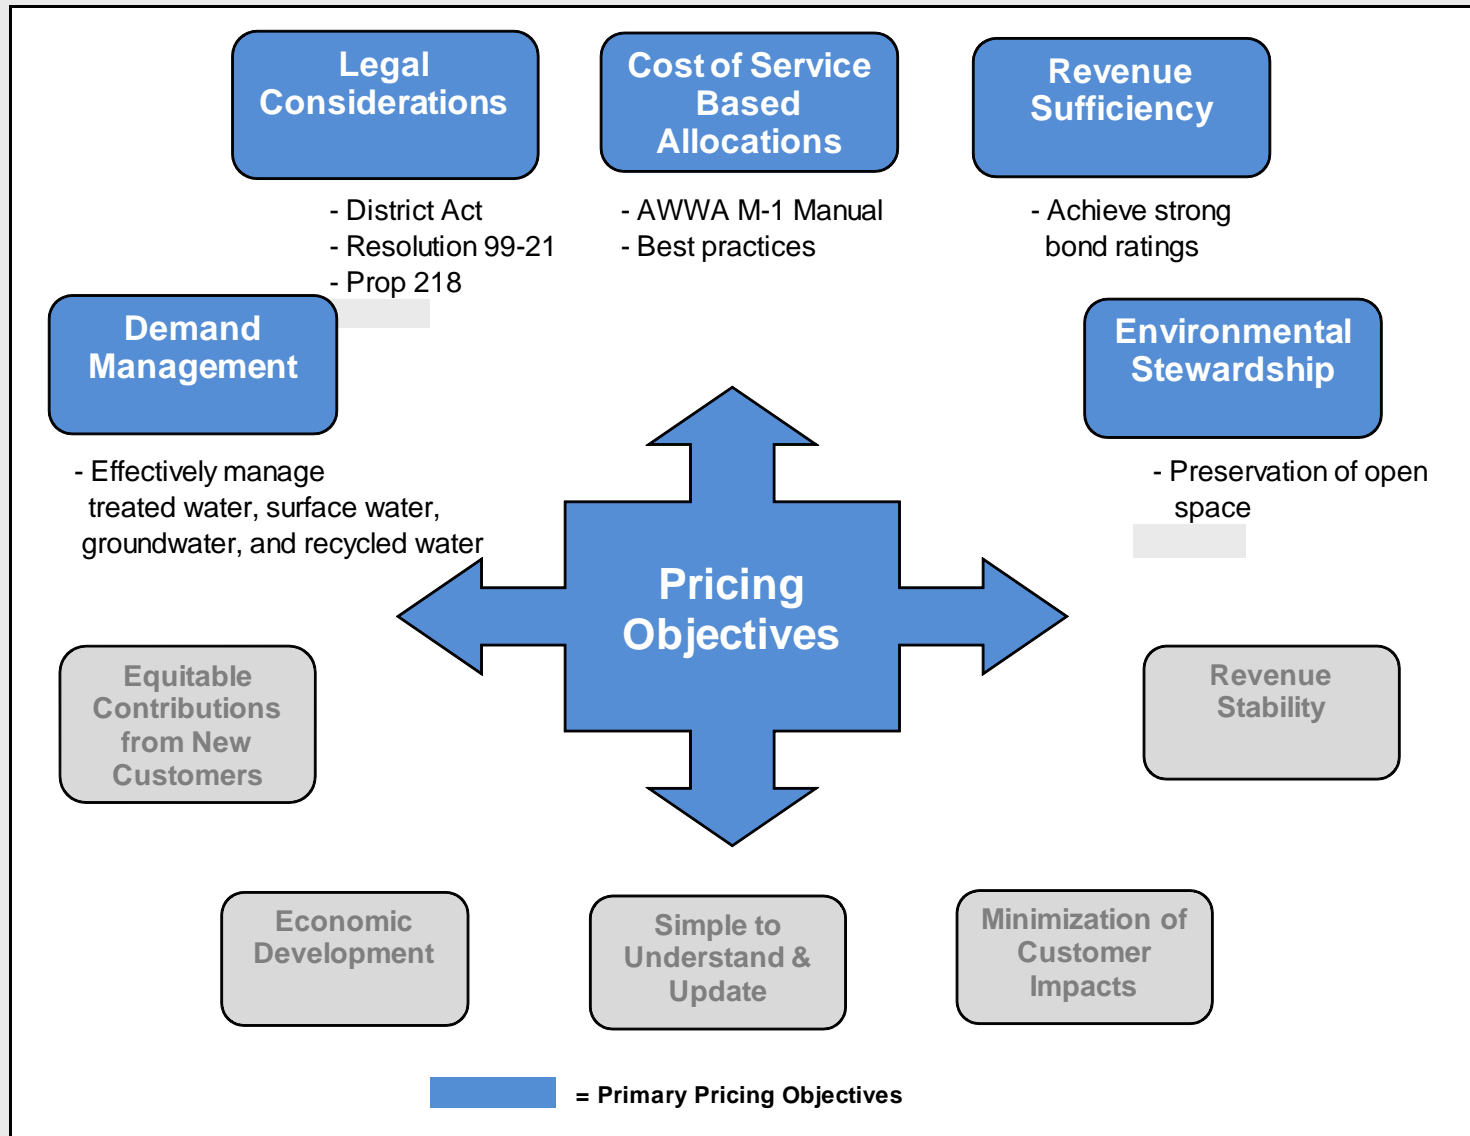 Legal
Considerations
Cost of Service
Based
Allocations
Revenue
Sufficiency
- District Act
- Resolution 99-21
- Prop 218
- AWWA M-1 Manual
- Best practices
- Achieve strong
bond ratings
Demand
Management
Environmental
Stewardship
- Effectively manage
treated water, surface water,
groundwater, and recycled water
- Preservation of open
space
Pricing
Objectives
Equitable
Contributions
from New
Customers
Revenue
Stability
Economic
Development
Simple to
Understand &
Update
Minimization of
Customer
Impacts
= Primary Pricing Objectives